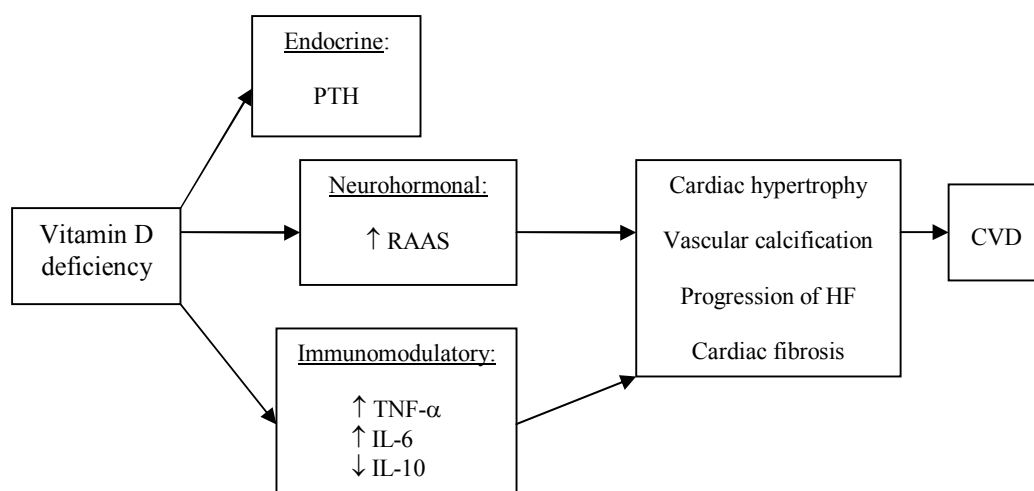 Endocrine:
PTH
Neurohormonal:
↑ RAAS
Vitamin D
deficiency
Immunomodulatory:
↑ TNF-α
↑ IL-6
↓ IL-10
Cardiac hypertrophy
Vascular calcification
Progression of HF
Cardiac fibrosis
CVD